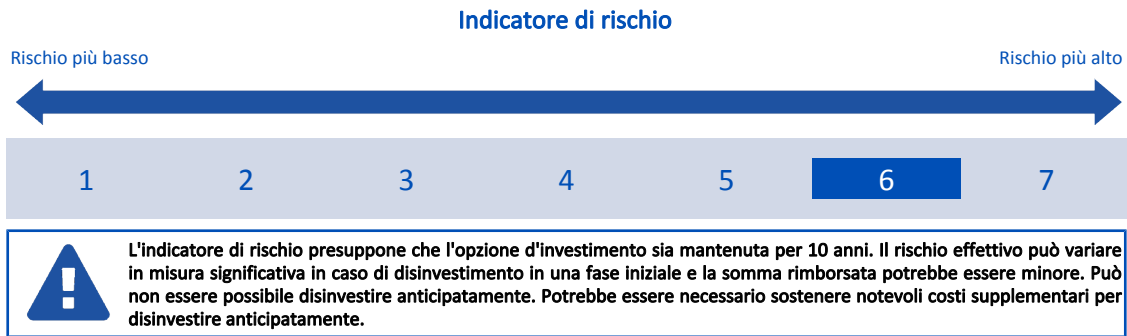 Indicatore di rischio
Rischio più basso
Rischio più alto
1 2 3 4 5 6 7
L'indicatore di rischio presuppone che l'opzione d'investimento sia mantenuta per 10 anni. Il rischio effettivo può variare
in misura significativa in caso di disinvestimento in una fase iniziale e la somma rimborsata potrebbe essere minore. Può
non essere possibile disinvestire anticipatamente. Potrebbe essere necessario sostenere notevoli costi supplementari per
disinvestire anticipatamente.